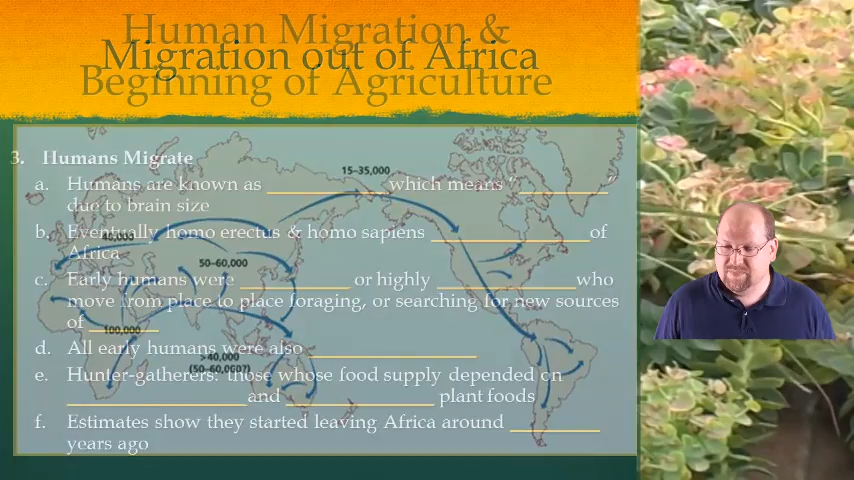 Human Migration &
Migration out of Africa
Beginning of Agriculture
3. Humans Migrate
15-35,000
a. Humans are known as ____________ which means "_________"
due to brain size
b. Eventually homo erectus & homo sapiens ________________ of
Africa
50-60,000
c. Early humans were ___________ or highly ______________ who
move from place to place foraging, or searching for new sources
of _______
100,000
d. All early humans were also _________________
>40,000
(50-60,000?)
e. Hunter-gatherers: those whose food supply depended on
__________________ and _______________ plant foods
f. Estimates show they started leaving Africa around _________
years ago